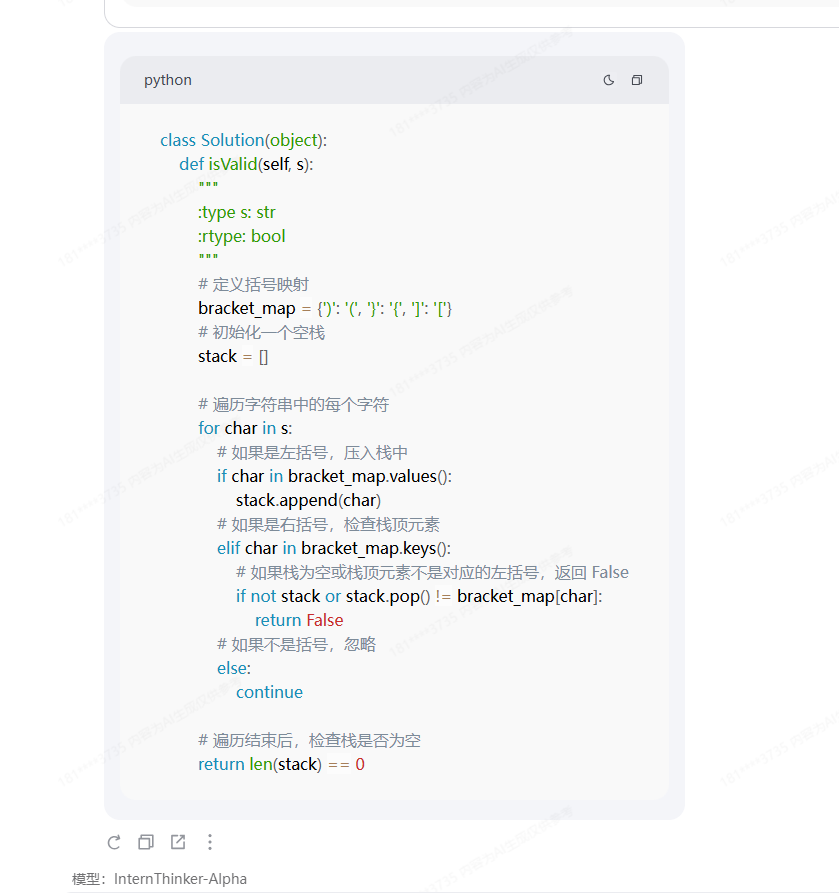 python
class Solution(object):
def isValid(self, s):
"""
:type s: str
:rtype: bool
"""
# 定义括号映射
bracket_map = {')': '(', '}': '{', ']': '['}
# 初始化一个空栈
stack = []
# 遍历字符串中的每个字符
for char in s:
# 如果是左括号，压入栈中
if char in bracket_map.values():
stack.append(char)
# 如果是右括号，检查栈顶元素
elif char in bracket_map.keys():
# 如果栈为空或栈顶元素不是对应的左括号，返回 False
if not stack or stack.pop() != bracket_map[char]:
return False
# 如果不是括号，忽略
else:
continue
# 遍历结束后，检查栈是否为空
return len(stack) == 0
模型：InternThinker-Alpha